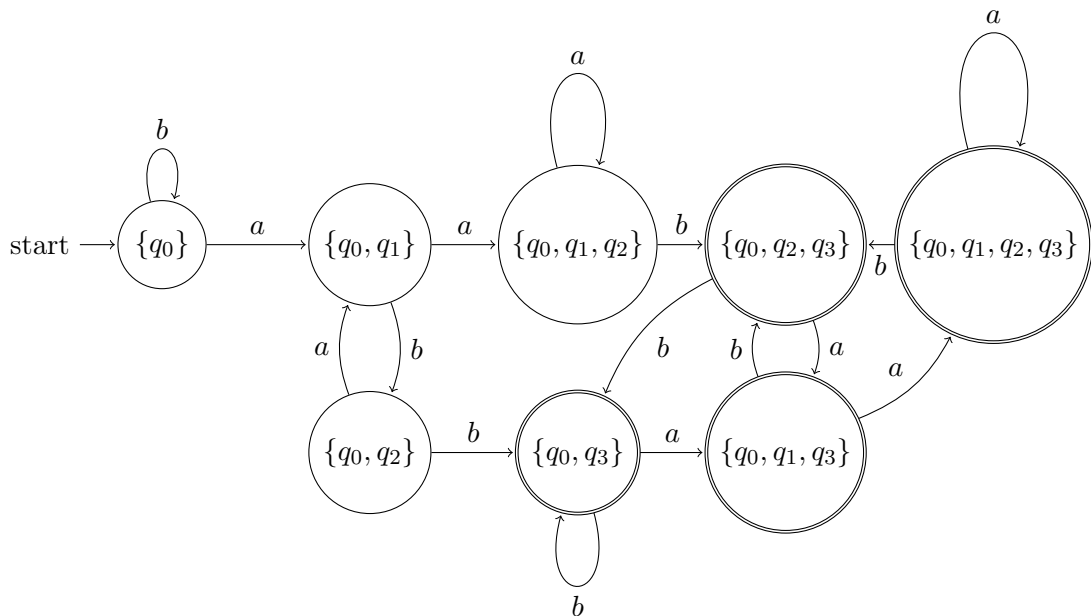 a
a
b
start
{q₀}
a
{q₀, q₁}
a
{q₀, q₁, q₂}
b
{q₀, q₂, q₃}
b
{q₀, q₁, q₂, q₃}
a
b
b
b
a
a
{q₀, q₂}
b
{q₀, q₃}
a
{q₀, q₁, q₃}
b